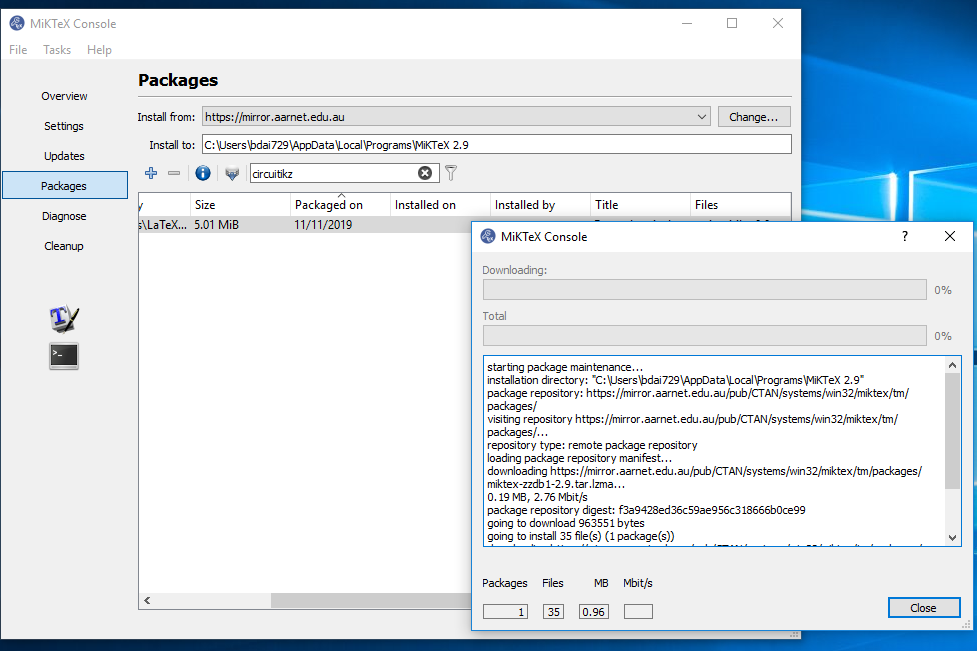 MiKTeX Console
File Tasks Help
Packages
Overview
Settings
Updates
Packages
Diagnose
Cleanup
Install from: https://mirror.aarnet.edu.au Change...
Install to: C:\Users\bdai729\AppData\Local\Programs\MiKTeX 2.9
circuitikz
y Size Packaged on Installed on Installed by Title Files
s\LaTeX... 5.01 MiB 11/11/2019
MiKTeX Console
Downloading:
0%
Total
0%
starting package maintenance...
installation directory: "C:\Users\bdai729\AppData\Local\Programs\MiKTeX 2.9"
package repository: https://mirror.aarnet.edu.au/pub/CTAN/systems/win32/miktex/tm/
packages/
visiting repository https://mirror.aarnet.edu.au/pub/CTAN/systems/win32/miktex/tm/
packages/...
repository type: remote package repository
loading package repository manifest...
downloading https://mirror.aarnet.edu.au/pub/CTAN/systems/win32/miktex/tm/packages/
miktex-zzdb1-2.9.tar.lzma...
0.19 MB, 2.76 Mbit/s
package repository digest: f3a9428ed36c59ae956c318666b0ce99
going to download 963551 bytes
going to install 35 file(s) (1 package(s))
Packages Files MB Mbit/s
1 35 0.96
Close